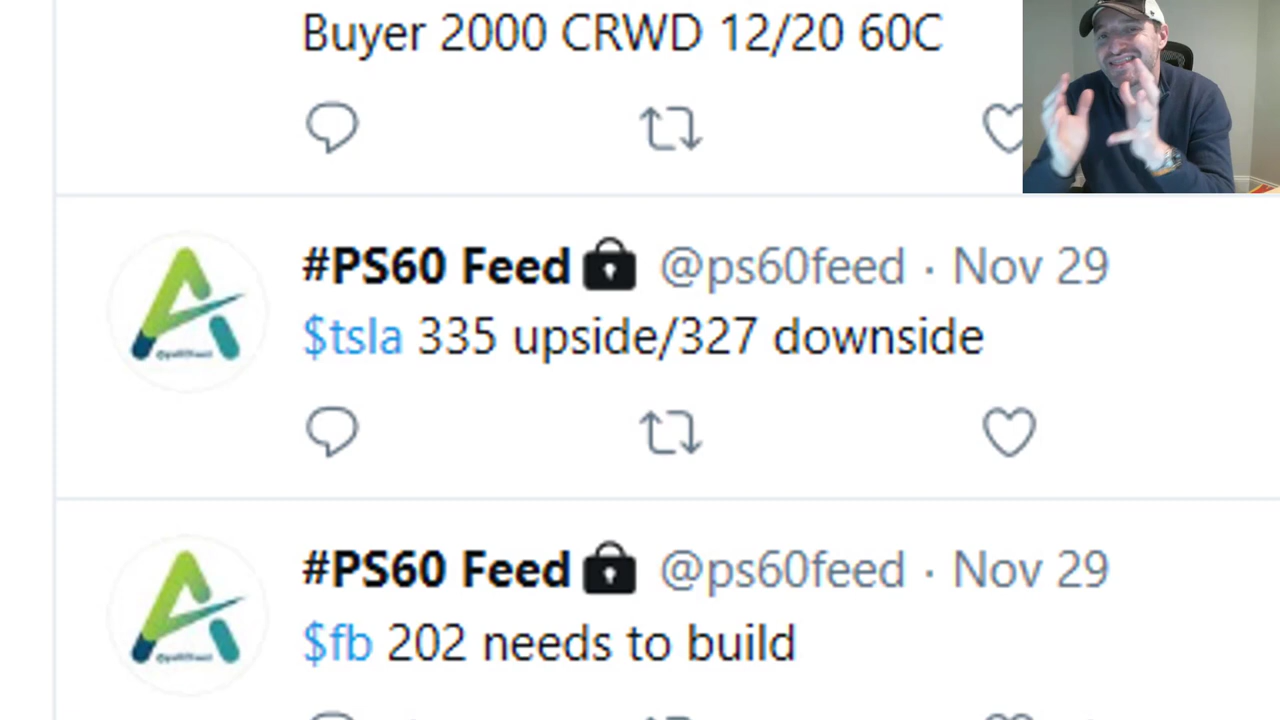 Buyer 2000 CRWD 12/20 60C
#PS60 Feed @ps60feed · Nov 29
$tsla 335 upside/327 downside
#PS60 Feed @ps60feed · Nov 29
$fb 202 needs to build